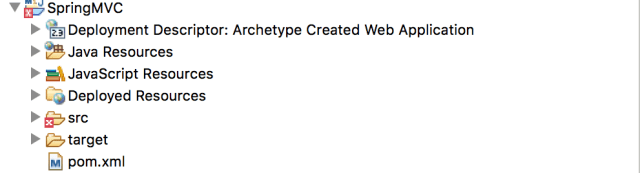 SpringMVC
Deployment Descriptor: Archetype Created Web Application
Java Resources
JavaScript Resources
Deployed Resources
src
target
pom.xml